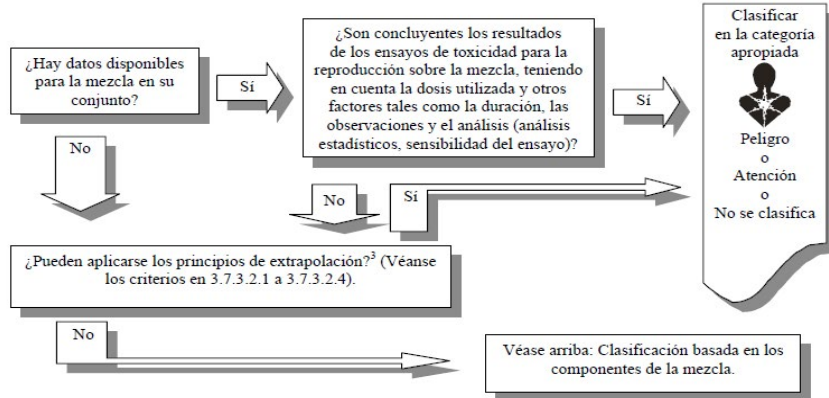 ¿Hay datos disponibles
para la mezcla en su
conjunto?
Sí
¿Son concluyentes los resultados
de los ensayos de toxicidad para la
reproducción sobre la mezcla, teniendo
en cuenta la dosis utilizada y otros
factores tales como la duración, las
observaciones y el análisis (análisis
estadísticos, sensibilidad del ensayo)?
Sí
Clasificar
en la categoría
apropiada
Peligro
o
Atención
o
No se clasifica
No
No
Sí
¿Pueden aplicarse los principios de extrapolación?³ (Véanse
los criterios en 3.7.3.2.1 a 3.7.3.2.4).
No
Véase arriba: Clasificación basada en los
componentes de la mezcla.